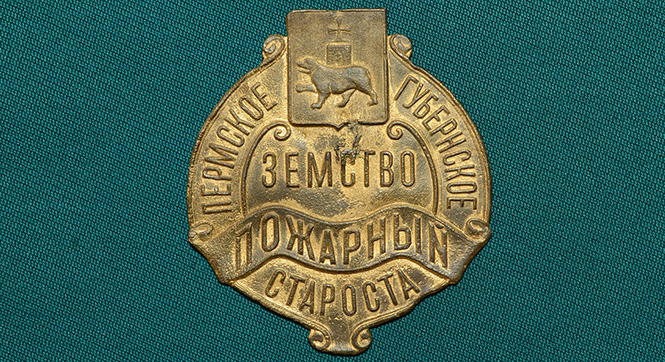 ПЕРМСКОЕ ГУБЕРНСКОЕ
ЗЕМСТВО
ПОЖАРНЫЙ
СТАРОСТА